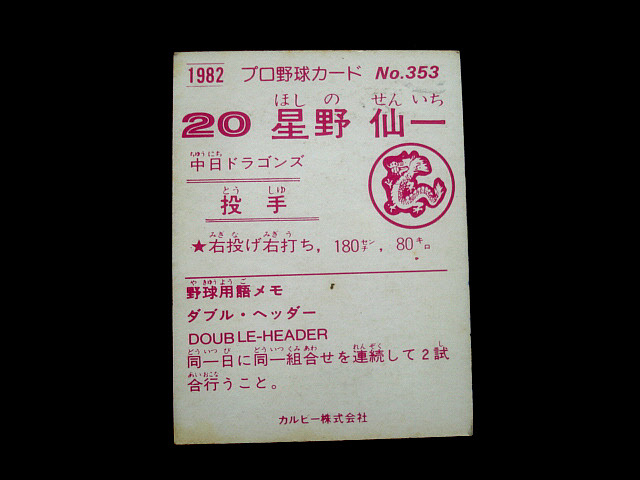 1982 プロ野球カード No.353
ほし の せん いち
20 星野 仙一
ちゅうにち
中日ドラゴンズ
とう しゅ
投手
みぎ な みぎ う
★右投げ右打ち，180センチ，80キロ
や きゅうよう ご
野球用語メモ
ダブル・ヘッダー
DOUBLE-HEADER
どういつ び どういつくみあわ れんぞく し
同一日に同一組合せを連続して2試
あいおこな
合行うこと。
カルビー株式会社